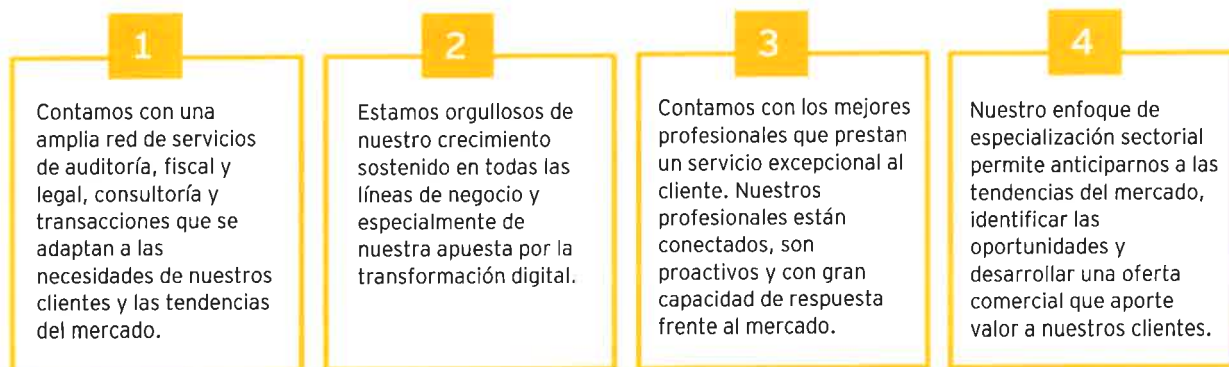 1
Contamos con una
amplia red de servicios
de auditoría, fiscal y
legal, consultoría y
transacciones que se
adaptan a las
necesidades de nuestros
clientes y las tendencias
del mercado.
2
Estamos orgullosos de
nuestro crecimiento
sostenido en todas las
líneas de negocio y
especialmente de
nuestra apuesta por la
transformación digital.
3
Contamos con los mejores
profesionales que prestan
un servicio excepcional al
cliente. Nuestros
profesionales están
conectados, son
proactivos y con gran
capacidad de respuesta
frente al mercado.
4
Nuestro enfoque de
especialización sectorial
permite anticiparnos a las
tendencias del mercado,
identificar las
oportunidades y
desarrollar una oferta
comercial que aporte
valor a nuestros clientes.